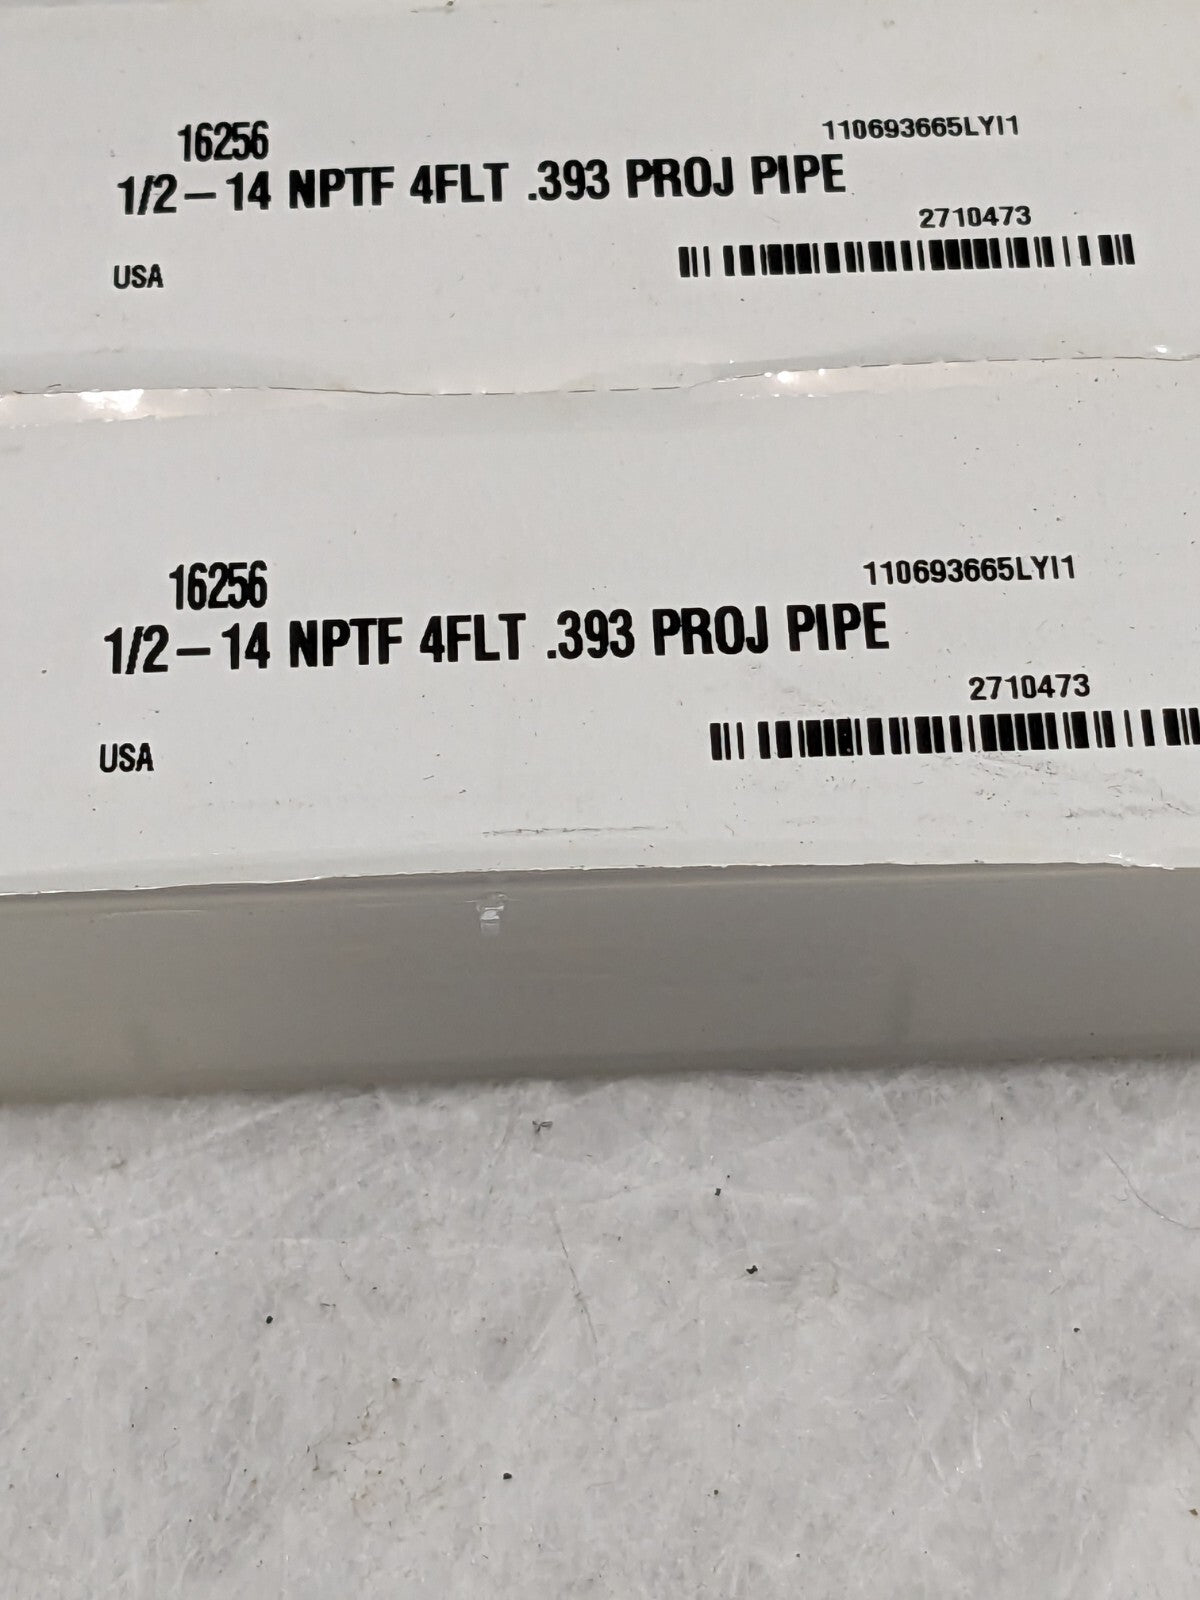 16256
110693665LYI1
1/2-14 NPTF 4FLT .393 PROJ PIPE
2710473
USA
16256
110693665LYI1
1/2-14 NPTF 4FLT .393 PROJ PIPE
2710473
USA